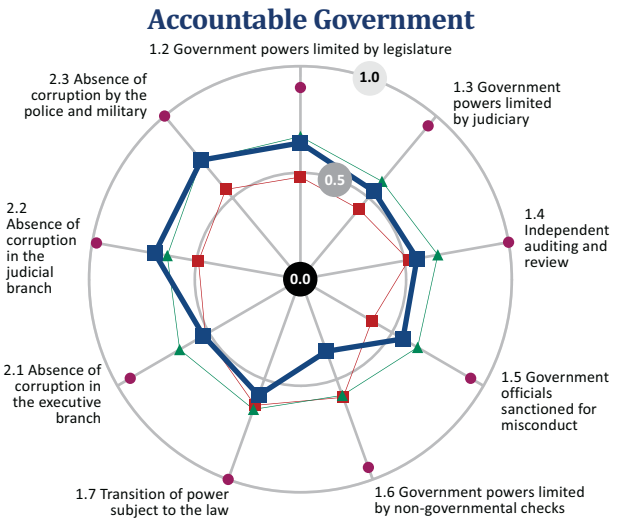 Accountable Government
1.2 Government powers limited by legislature
1.0
2.3 Absence of
corruption by the
police and military
1.3 Government
powers limited
by judiciary
0.5
2.2
Absence of
corruption
in the
judicial
branch
1.4
Independent
auditing and
review
0.0
2.1 Absence of
corruption in
the executive
branch
1.5 Government
officials
sanctioned for
misconduct
1.7 Transition of power
subject to the law
1.6 Government powers limited
by non-governmental checks